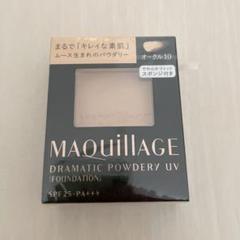 まるで「キレイな素肌」
ムース生まれのパウダリー
オークル10
スポンジ付き
MAQuillAGE
DRAMATIC POWDERY UV
(FOUNDATION)
SPF25・PA+++